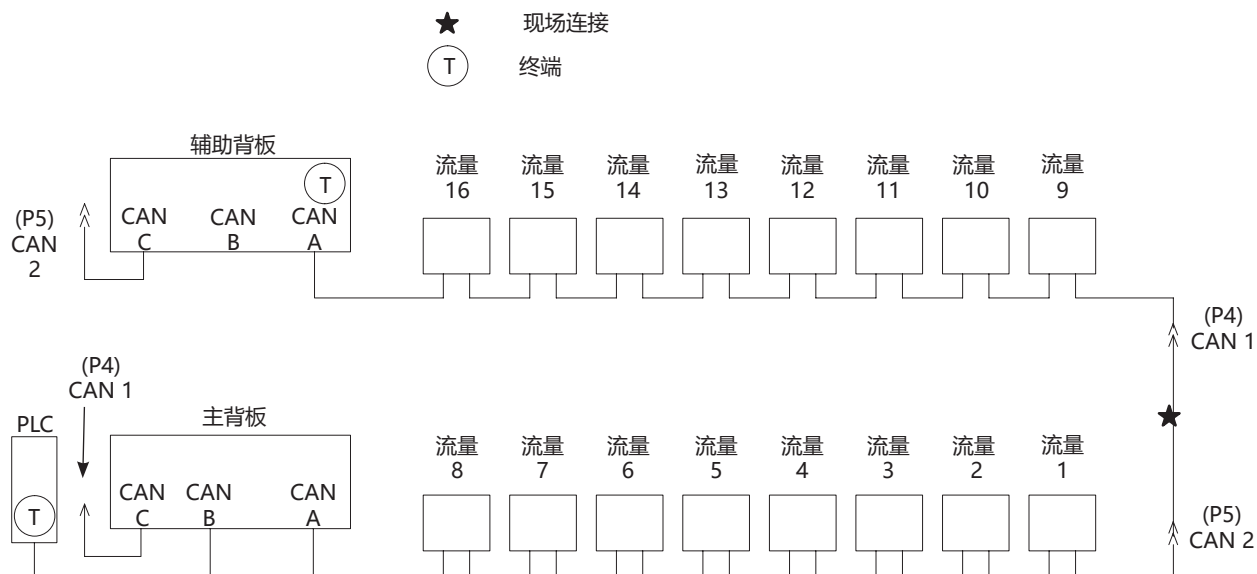 现场连接
T
终端
辅助背板
T
CAN
C
CAN
B
CAN
A
(P5)
CAN
2
流量
16
流量
15
流量
14
流量
13
流量
12
流量
11
流量
10
流量
9
(P4)
CAN 1
(P4)
CAN 1
PLC
T
主背板
CAN
C
CAN
B
CAN
A
流量
8
流量
7
流量
6
流量
5
流量
4
流量
3
流量
2
流量
1
(P5)
CAN 2